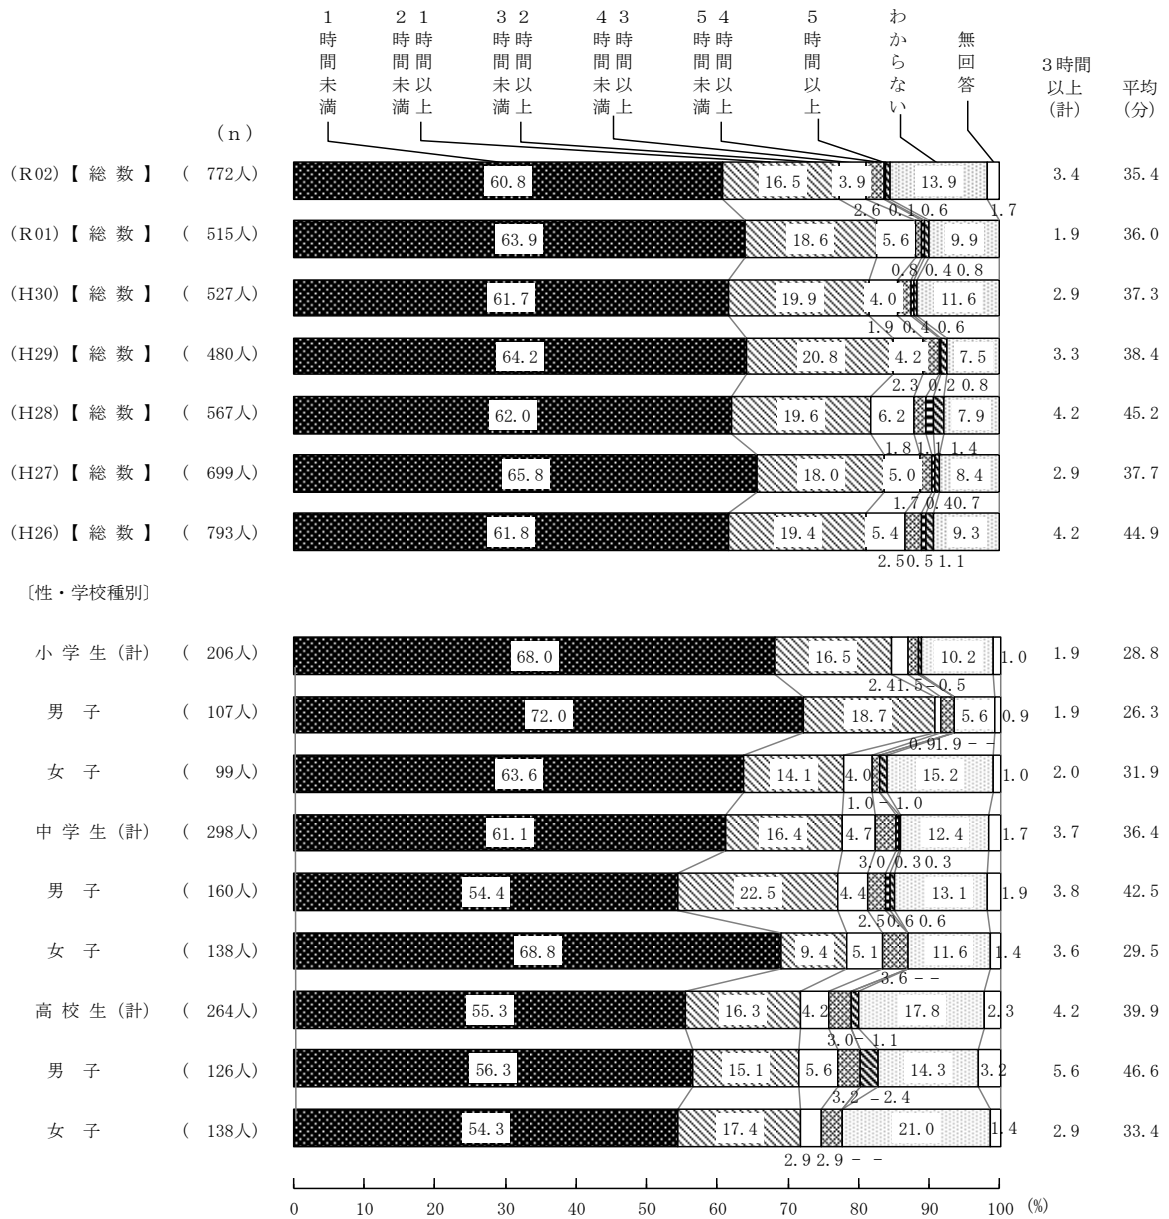 1時間未満
1時間以上2時間未満
2時間以上3時間未満
3時間以上4時間未満
4時間以上5時間未満
5時間以上
わからない
無回答
3時間以上(計)
平均(分)
(n)
(R02)【 総 数 】 ( 772人) 60.8 16.5 3.9 13.9 3.4 35.4
2.6 0.1 0.6 1.7
(R01)【 総 数 】 ( 515人) 63.9 18.6 5.6 9.9 1.9 36.0
0.8 0.4 0.8
(H30)【 総 数 】 ( 527人) 61.7 19.9 4.0 11.6 2.9 37.3
1.9 0.4 0.6
(H29)【 総 数 】 ( 480人) 64.2 20.8 4.2 7.5 3.3 38.4
2.3 0.2 0.8
(H28)【 総 数 】 ( 567人) 62.0 19.6 6.2 7.9 4.2 45.2
1.8 1.1 1.4
(H27)【 総 数 】 ( 699人) 65.8 18.0 5.0 8.4 2.9 37.7
1.7 0.4 0.7
(H26)【 総 数 】 ( 793人) 61.8 19.4 5.4 9.3 4.2 44.9
2.5 0.5 1.1
〔性・学校種別〕
小 学 生 (計) ( 206人) 68.0 16.5 10.2 1.0 1.9 28.8
2.4 1.5 - 0.5
男 子 ( 107人) 72.0 18.7 5.6 0.9 1.9 26.3
0.9 1.9 - -
女 子 ( 99人) 63.6 14.1 4.0 15.2 1.0 2.0 31.9
1.0 - 1.0
中 学 生 (計) ( 298人) 61.1 16.4 4.7 12.4 1.7 3.7 36.4
3.0 0.3 0.3
男 子 ( 160人) 54.4 22.5 4.4 13.1 1.9 3.8 42.5
2.5 0.6 0.6
女 子 ( 138人) 68.8 9.4 5.1 11.6 1.4 3.6 29.5
3.6 - -
高 校 生 (計) ( 264人) 55.3 16.3 4.2 17.8 2.3 4.2 39.9
3.0 - 1.1
男 子 ( 126人) 56.3 15.1 5.6 14.3 3.2 5.6 46.6
3.2 - 2.4
女 子 ( 138人) 54.3 17.4 21.0 1.4 2.9 33.4
2.9 2.9 - -
0 10 20 30 40 50 60 70 80 90 100 (%)